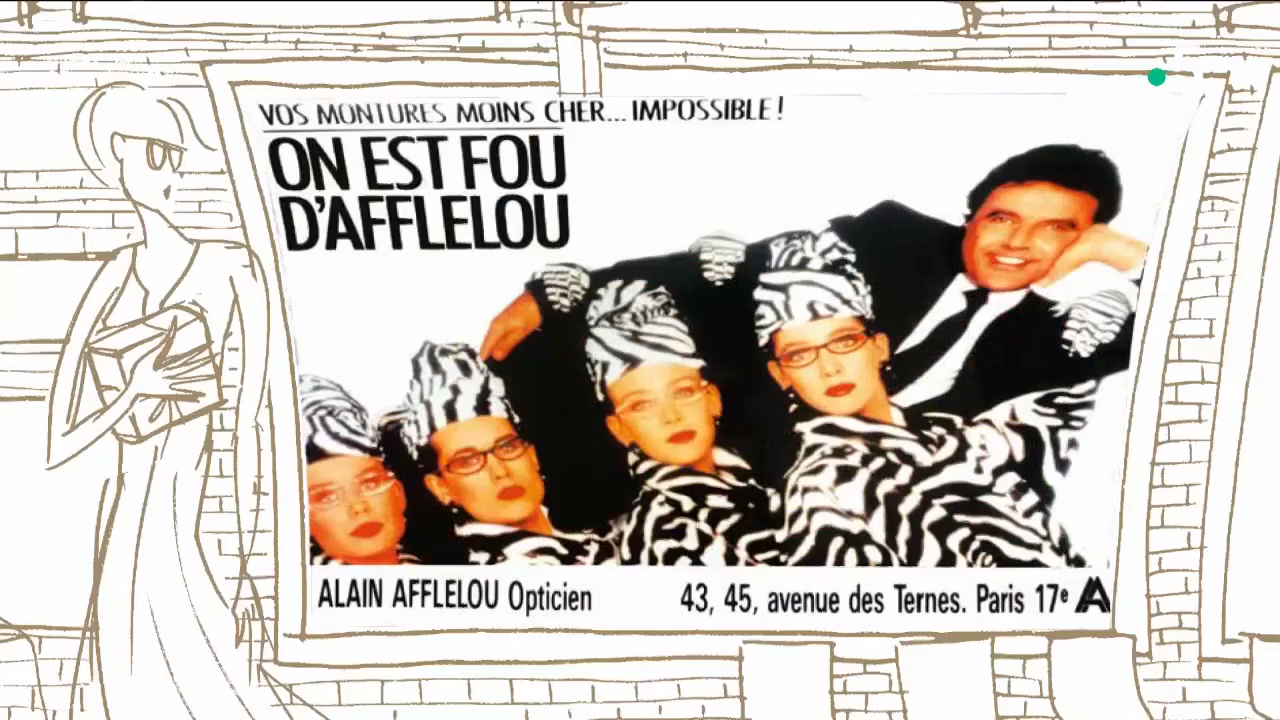 VOS MONTURES MOINS CHER... IMPOSSIBLE!
ON EST FOU
D'AFFLELOU
ALAIN AFFLELOU Opticien 43, 45, avenue des Ternes. Paris 17e